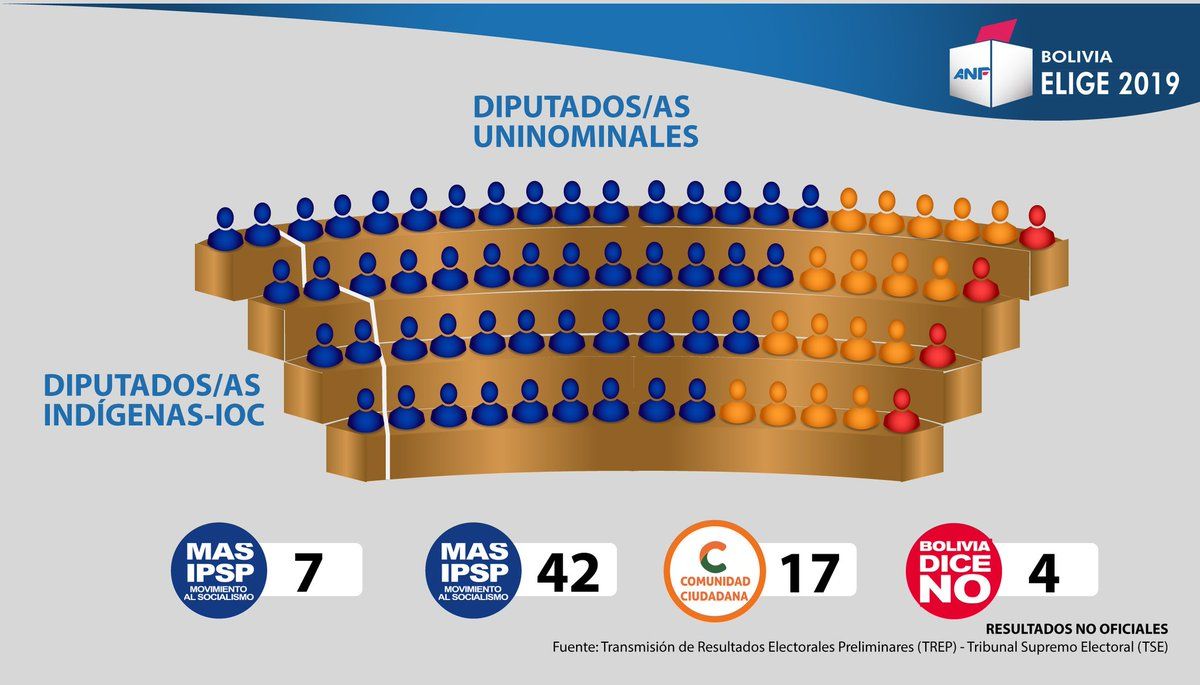 ANF
BOLIVIA
ELIGE 2019
DIPUTADOS/AS
UNINOMINALES
DIPUTADOS/AS
INDÍGENAS-IOC
MAS
IPSP
MOVIMIENTO
AL SOCIALISMO
7
MAS
IPSP
MOVIMIENTO
AL SOCIALISMO
42
C
COMUNIDAD
CIUDADANA
17
BOLIVIA
DICE
NO
4
RESULTADOS NO OFICIALES
Fuente: Transmisión de Resultados Electorales Preliminares (TREP) - Tribunal Supremo Electoral (TSE)